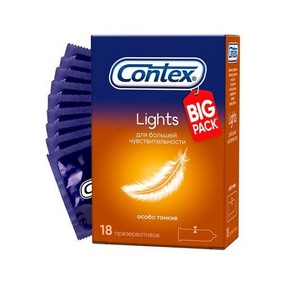 Contex
BIG
PACK
Lights
для большей
чувствительности
особо тонкие
18 презервативов